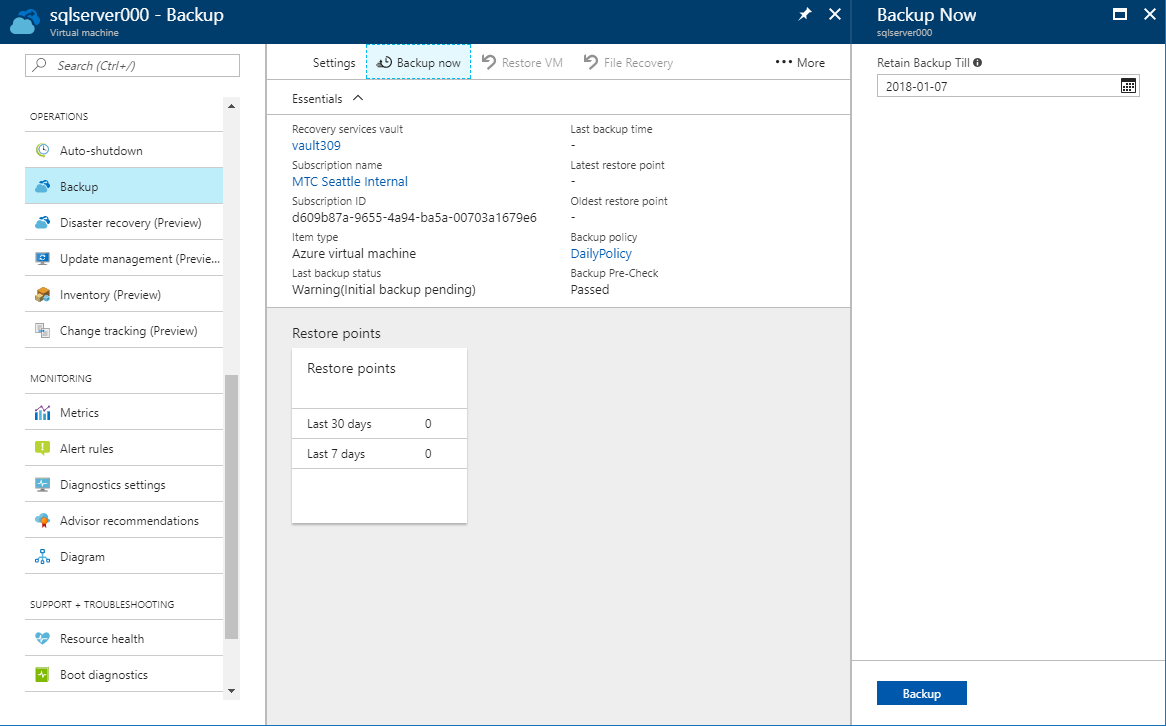 sqlserver000 - Backup
Virtual machine
Search (Ctrl+/)
OPERATIONS
Auto-shutdown
Backup
Disaster recovery (Preview)
Update management (Previe...
Inventory (Preview)
Change tracking (Preview)
MONITORING
Metrics
Alert rules
Diagnostics settings
Advisor recommendations
Diagram
SUPPORT + TROUBLESHOOTING
Resource health
Boot diagnostics
Settings Backup now Restore VM File Recovery ••• More
Essentials
Recovery services vault
vault309
Subscription name
MTC Seattle Internal
Subscription ID
d609b87a-9655-4a94-ba5a-00703a1679e6
Item type
Azure virtual machine
Last backup status
Warning(Initial backup pending)
Last backup time
-
Latest restore point
-
Oldest restore point
-
Backup policy
DailyPolicy
Backup Pre-Check
Passed
Restore points
Restore points
Last 30 days 0
Last 7 days 0
Backup Now
sqlserver000
Retain Backup Till
2018-01-07
Backup